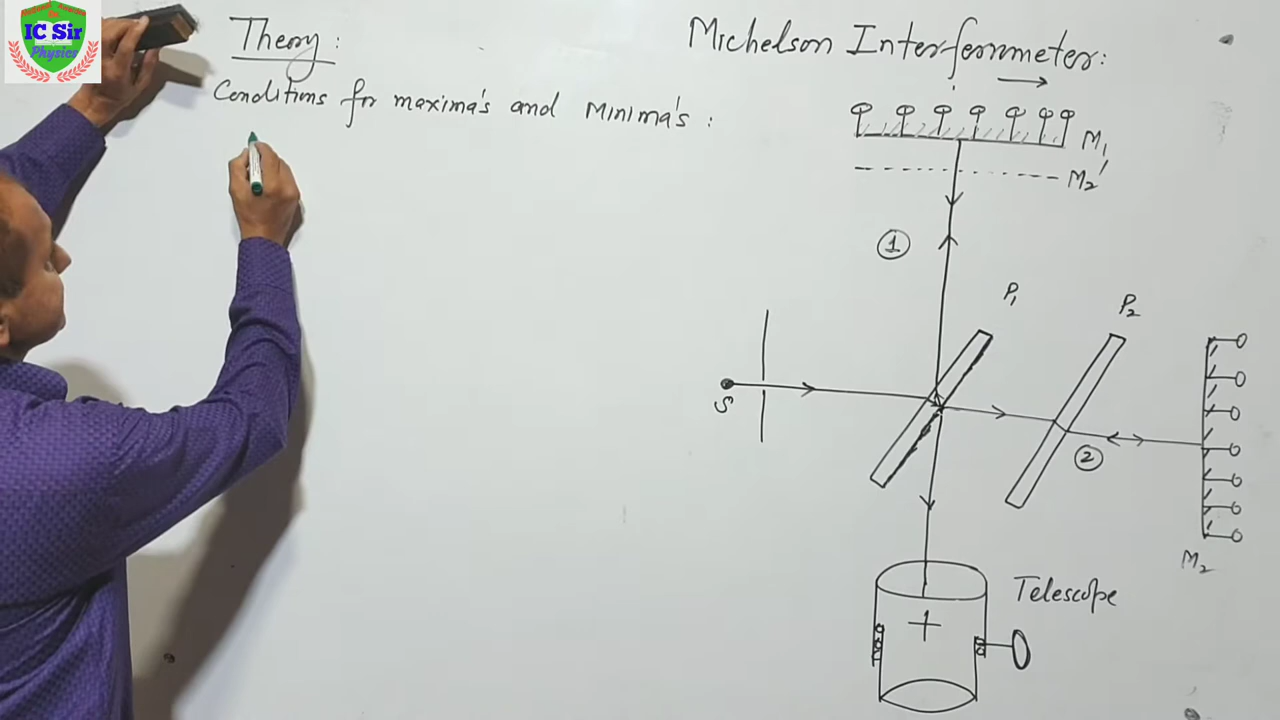 IC Sir
Physics
Theory:
Conditions for maxima's and Minima's :
Michelson Interferometer:
M₁
M₂'
①
P₁
P₂
S
②
M₂
Telescope